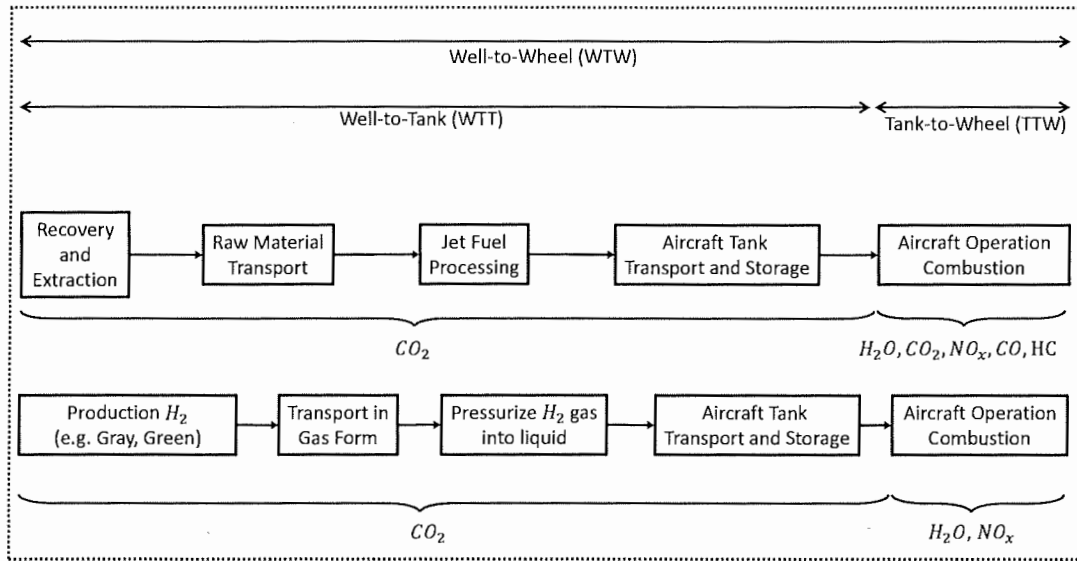 Well-to-Wheel (WTW)
Well-to-Tank (WTT)
Tank-to-Wheel (TTW)
Recovery
and
Extraction
Raw Material
Transport
Jet Fuel
Processing
Aircraft Tank
Transport and Storage
Aircraft Operation
Combustion
CO₂
H₂O, CO₂, NOₓ, CO, HC
Production H₂
(e.g. Gray, Green)
Transport in
Gas Form
Pressurize H₂ gas
into liquid
Aircraft Tank
Transport and Storage
Aircraft Operation
Combustion
CO₂
H₂O, NOₓ